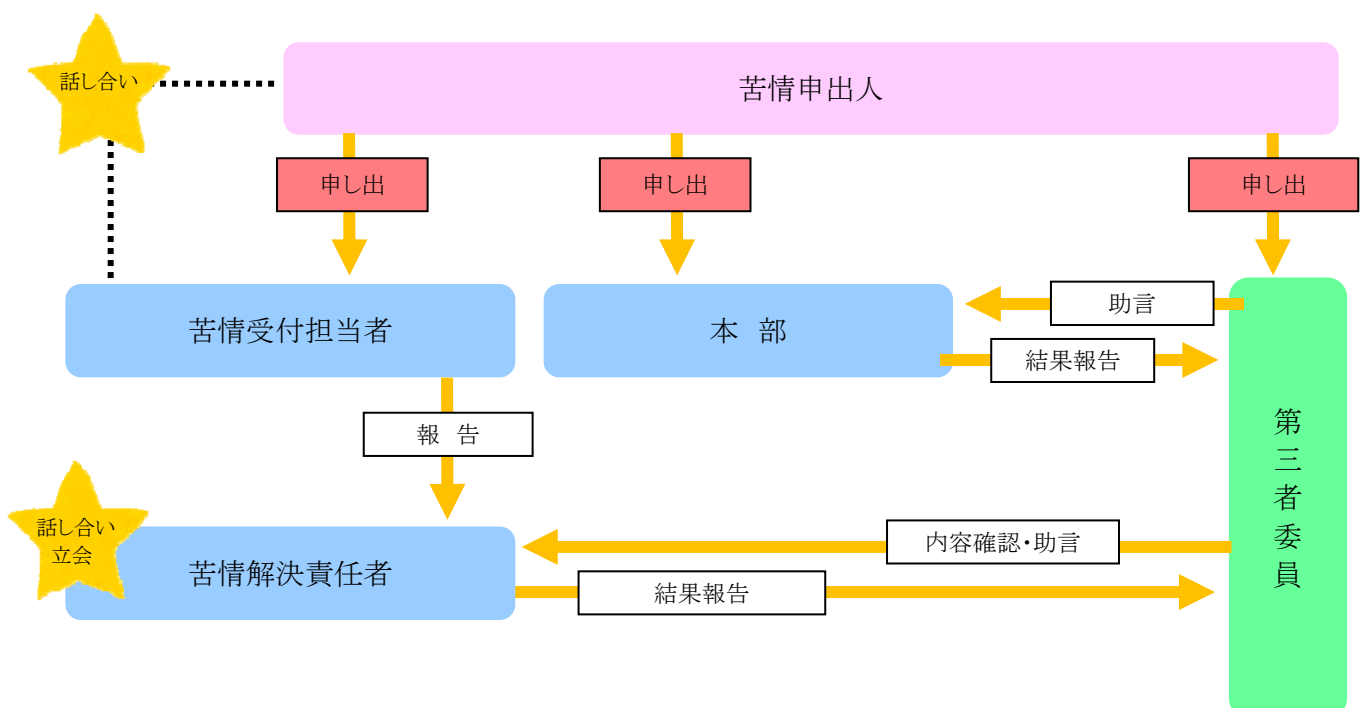 話し合い
苦情申出人
申し出
申し出
申し出
苦情受付担当者
本 部
助言
結果報告
報 告
第三者委員
話し合い
立会
苦情解決責任者
内容確認・助言
結果報告